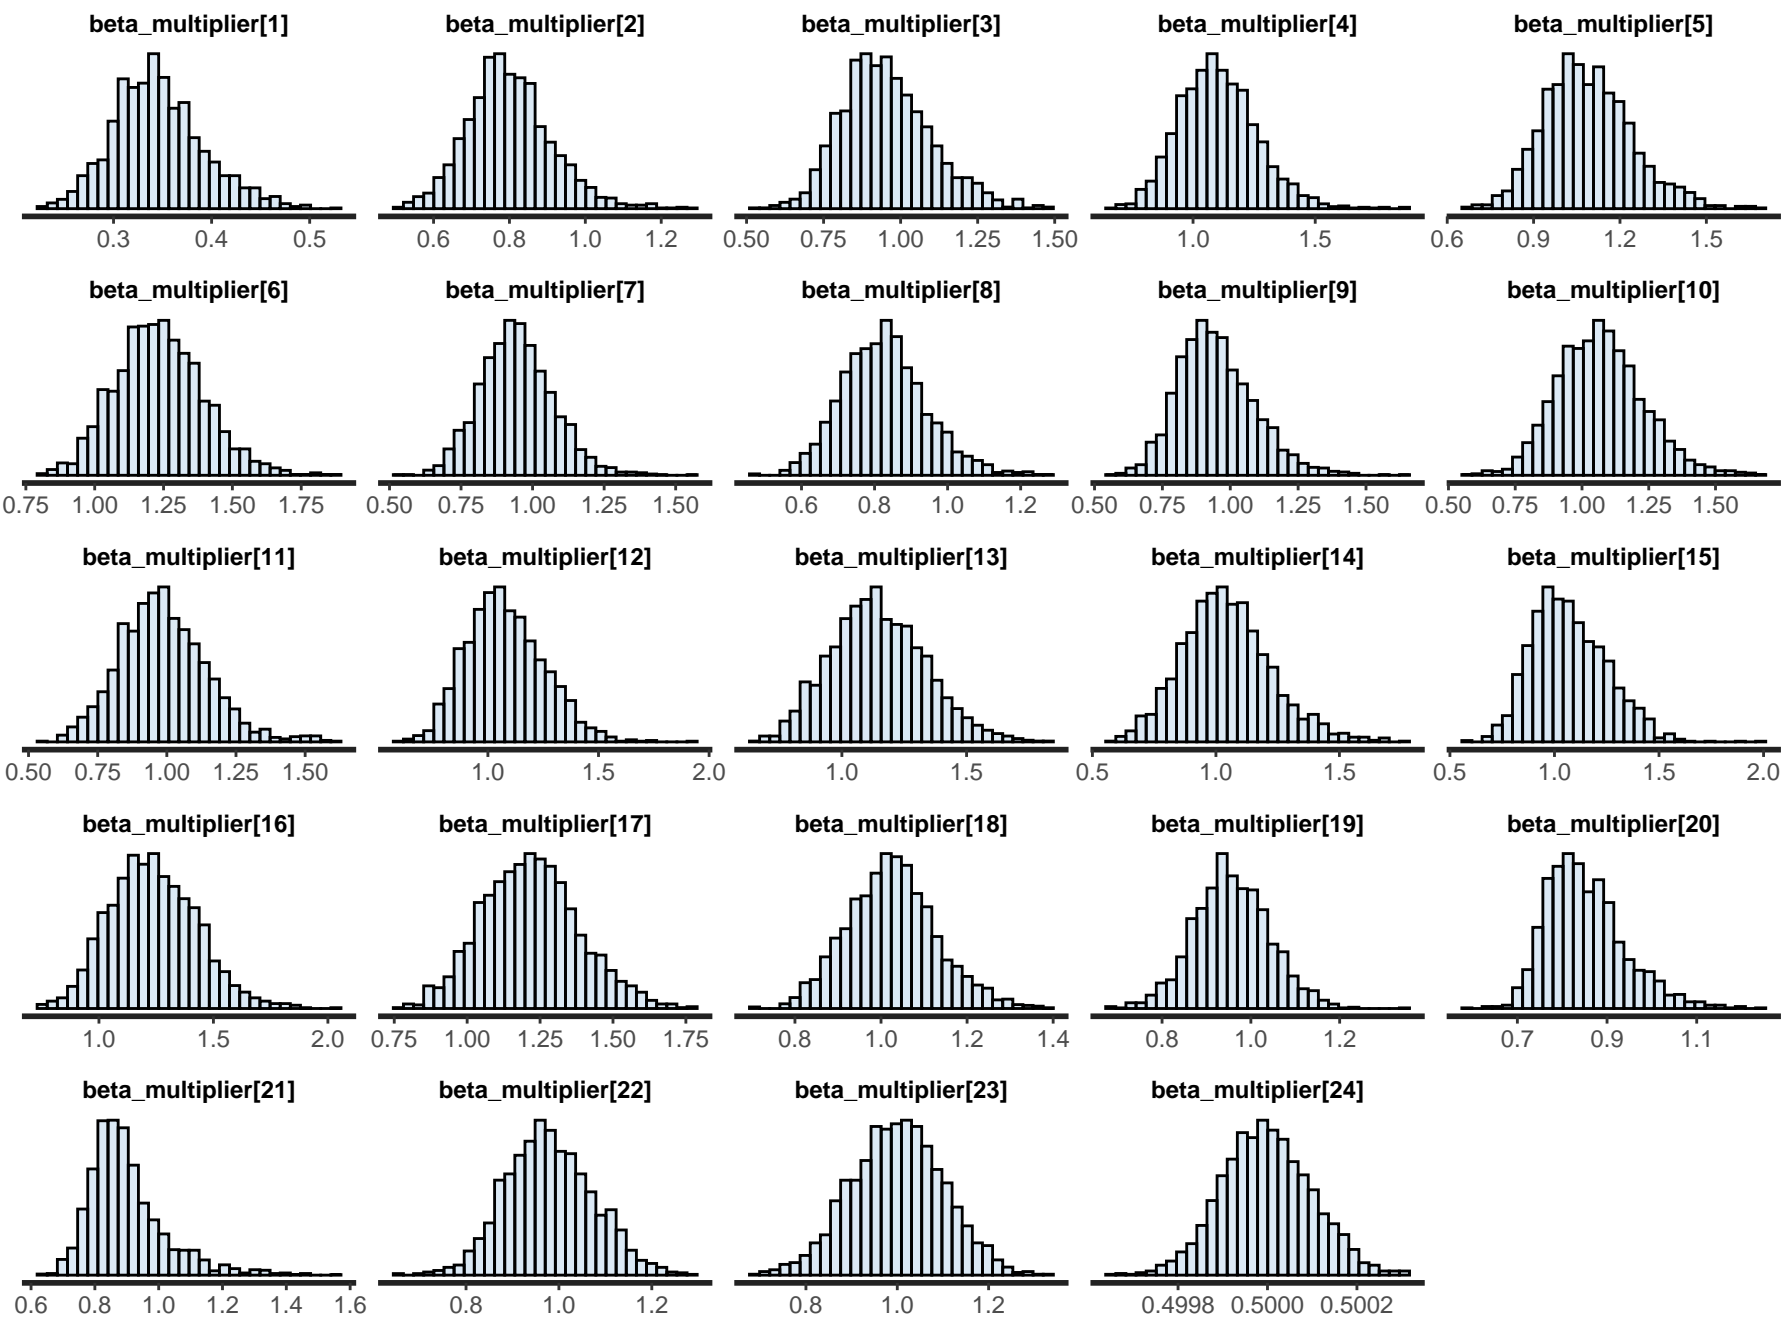 beta_multiplier[1] beta_multiplier[2] beta_multiplier[3] beta_multiplier[4] beta_multiplier[5]
0.3 0.4 0.5 0.6 0.8 1.0 1.2 0.50 0.75 1.00 1.25 1.50 1.0 1.5 0.6 0.9 1.2 1.5
beta_multiplier[6] beta_multiplier[7] beta_multiplier[8] beta_multiplier[9] beta_multiplier[10]
0.75 1.00 1.25 1.50 1.75 0.50 0.75 1.00 1.25 1.50 0.6 0.8 1.0 1.2 0.50 0.75 1.00 1.25 1.50 0.50 0.75 1.00 1.25 1.50
beta_multiplier[11] beta_multiplier[12] beta_multiplier[13] beta_multiplier[14] beta_multiplier[15]
0.50 0.75 1.00 1.25 1.50 1.0 1.5 2.0 1.0 1.5 0.5 1.0 1.5 0.5 1.0 1.5 2.0
beta_multiplier[16] beta_multiplier[17] beta_multiplier[18] beta_multiplier[19] beta_multiplier[20]
1.0 1.5 2.0 0.75 1.00 1.25 1.50 1.75 0.8 1.0 1.2 1.4 0.8 1.0 1.2 0.7 0.9 1.1
beta_multiplier[21] beta_multiplier[22] beta_multiplier[23] beta_multiplier[24]
0.6 0.8 1.0 1.2 1.4 1.6 0.8 1.0 1.2 0.8 1.0 1.2 0.4998 0.5000 0.5002